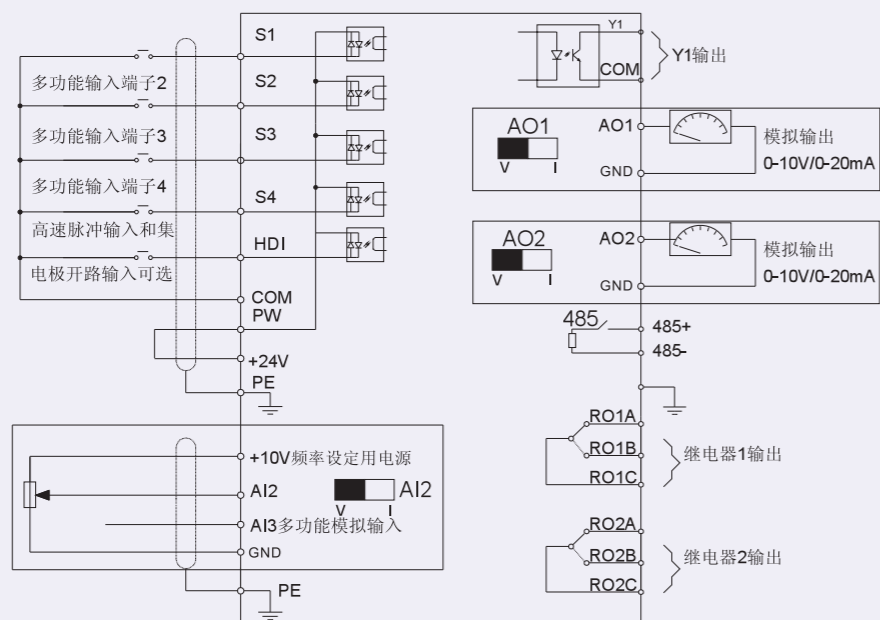 S1
多功能输入端子2
S2
多功能输入端子3
S3
多功能输入端子4
S4
高速脉冲输入和集
HDI
电极开路输入可选
COM
PW
+24V
PE
+10V频率设定用电源
AI2
V I
AI2
AI3多功能模拟输入
GND
PE
Y1
COM
Y1输出
AO1
V I
AO1
GND
模拟输出
0-10V/0-20mA
AO2
V I
AO2
GND
模拟输出
0-10V/0-20mA
485
485+
485-
RO1A
RO1B
RO1C
继电器1输出
RO2A
RO2B
RO2C
继电器2输出